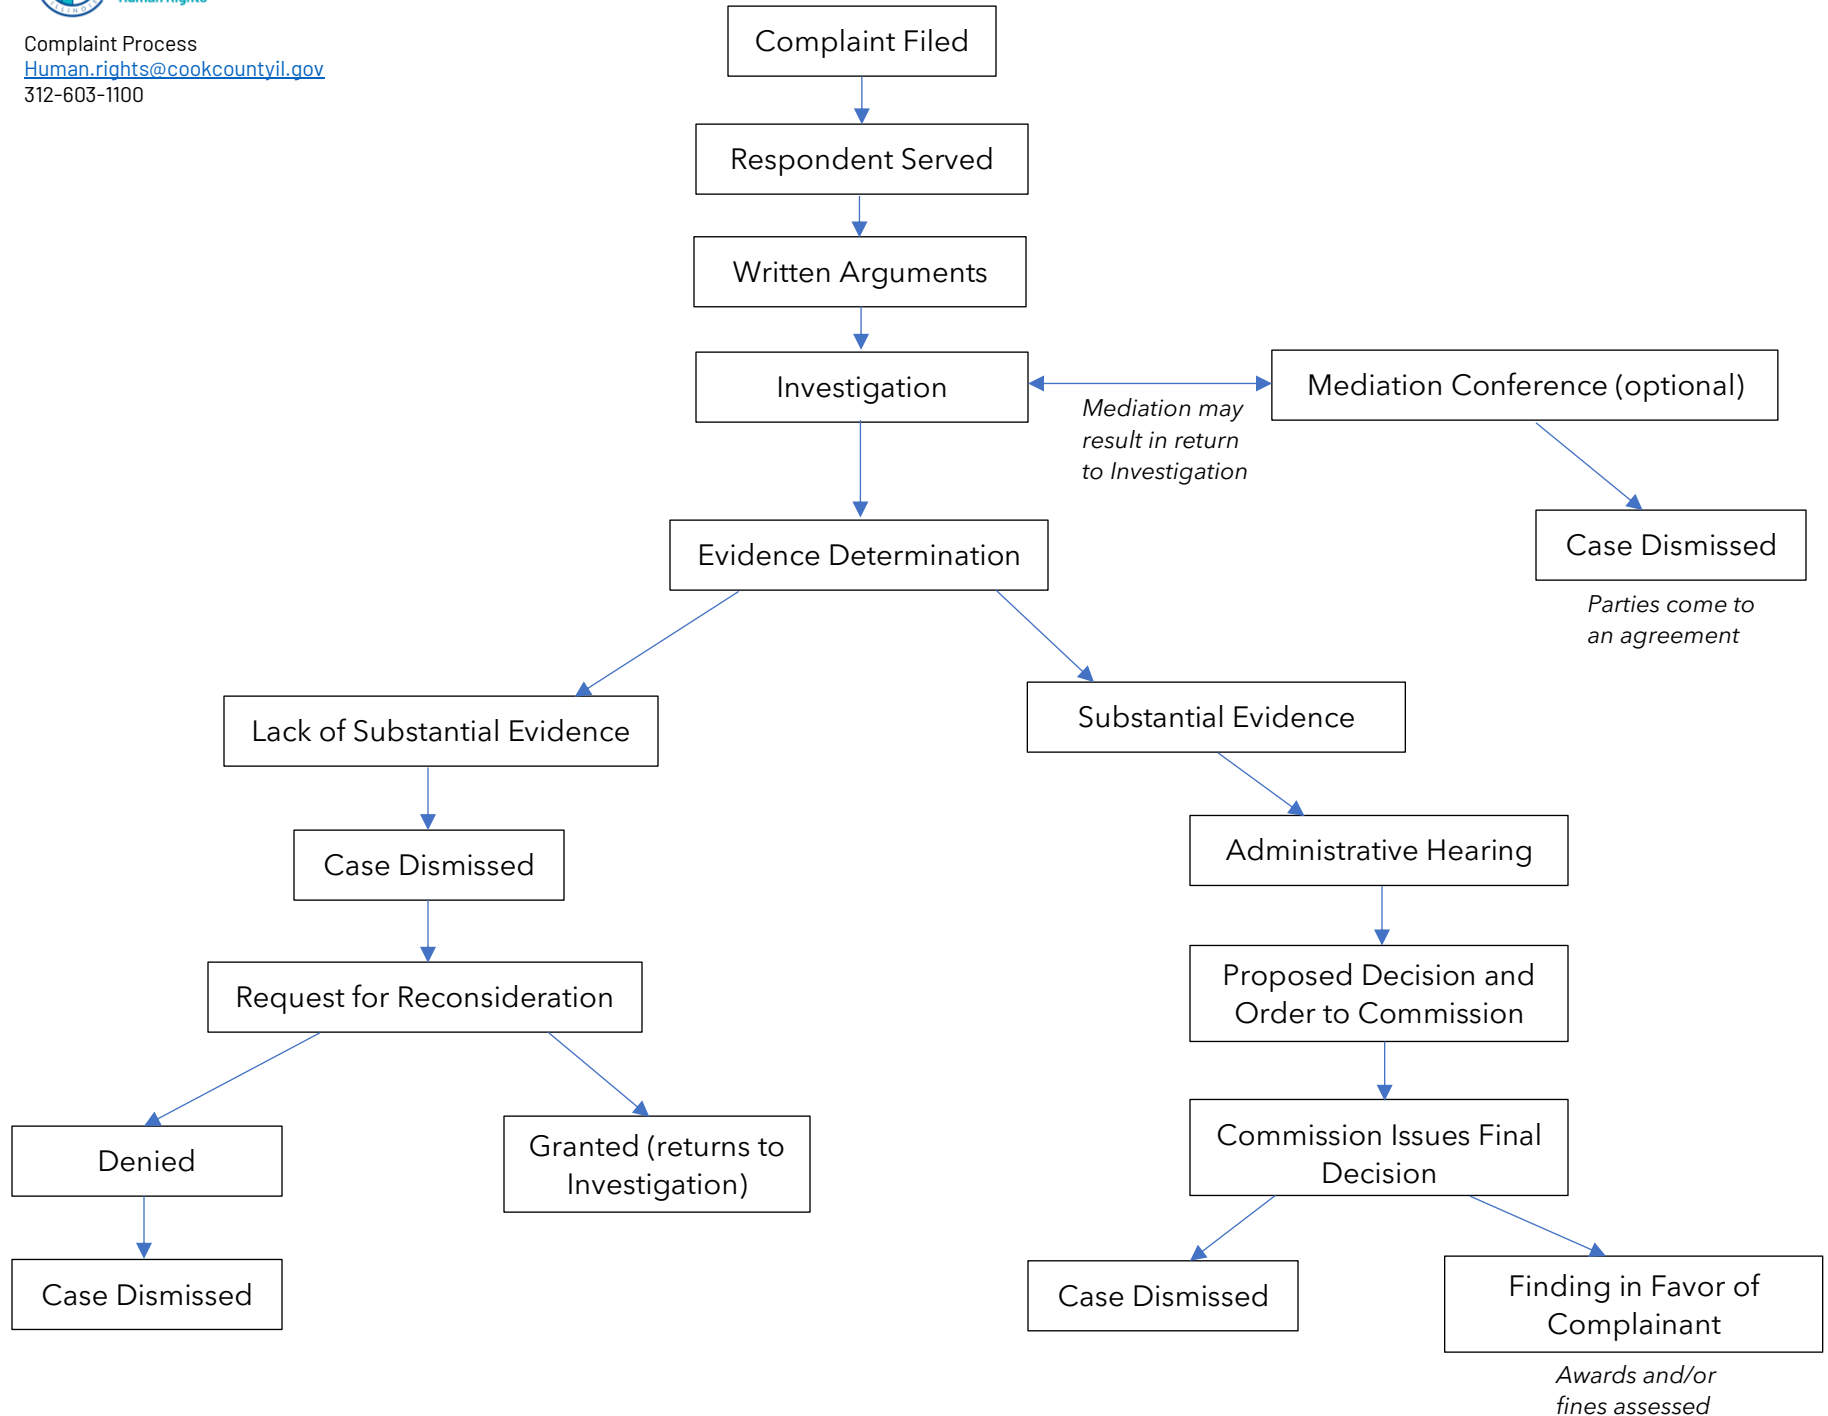 ILLINOIS
Human Rights
Complaint Process
Human.rights@cookcountyil.gov
312-603-1100
Complaint Filed
Respondent Served
Written Arguments
Investigation
Mediation Conference (optional)
Mediation may
result in return
to Investigation
Evidence Determination
Case Dismissed
Parties come to
an agreement
Lack of Substantial Evidence
Substantial Evidence
Case Dismissed
Administrative Hearing
Request for Reconsideration
Proposed Decision and
Order to Commission
Denied
Granted (returns to
Investigation)
Commission Issues Final
Decision
Case Dismissed
Case Dismissed
Finding in Favor of
Complainant
Awards and/or
fines assessed